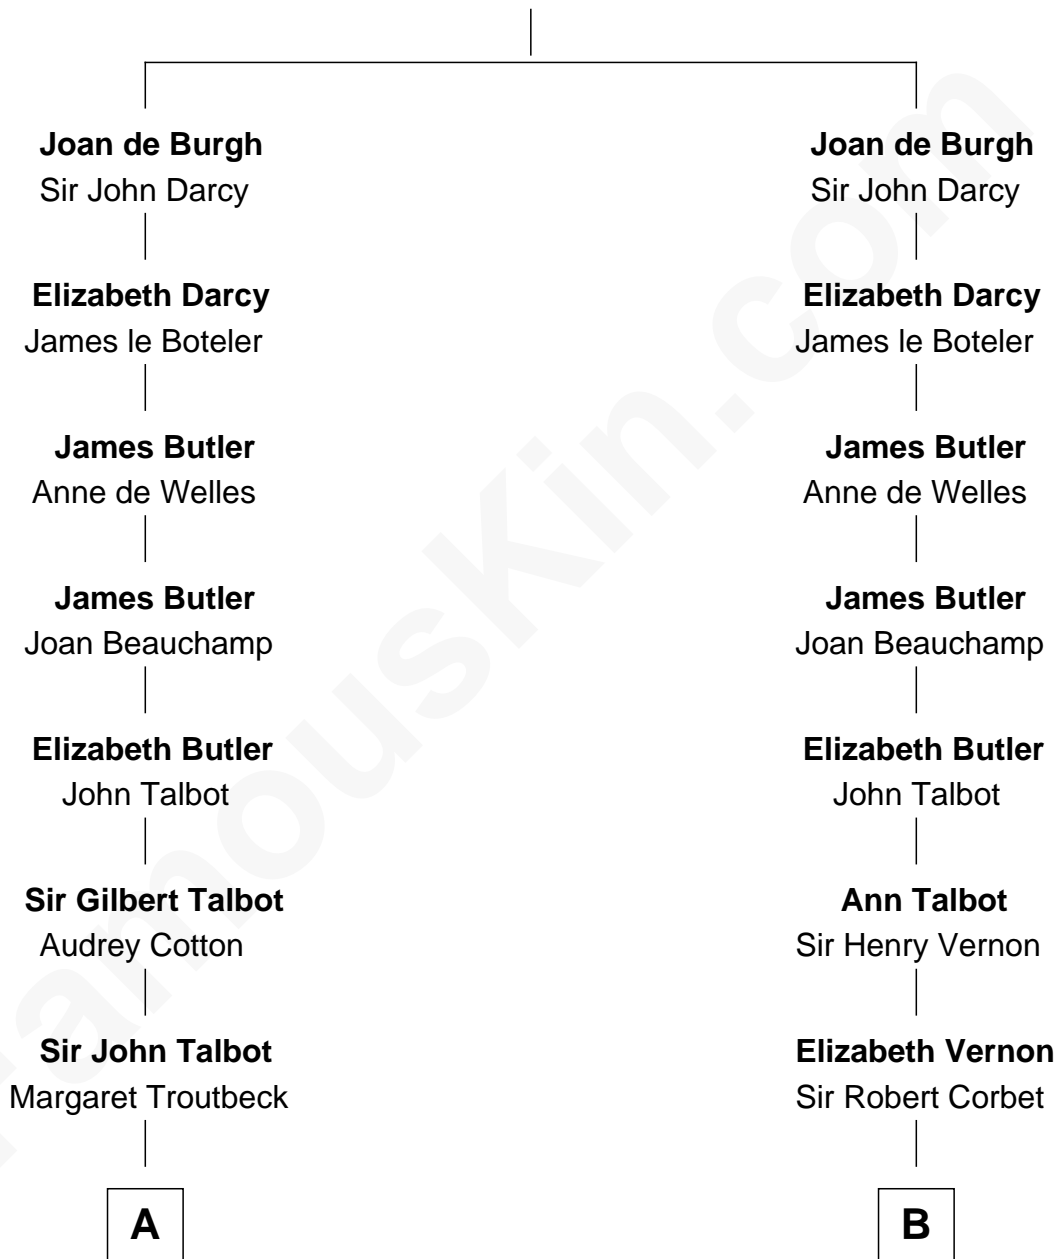 Joan de Burgh
Sir John Darcy
Elizabeth Darcy
James le Boteler
James Butler
Anne de Welles
James Butler
Joan Beauchamp
Elizabeth Butler
John Talbot
Sir Gilbert Talbot
Audrey Cotton
Sir John Talbot
Margaret Troutbeck
A
Joan de Burgh
Sir John Darcy
Elizabeth Darcy
James le Boteler
James Butler
Anne de Welles
James Butler
Joan Beauchamp
Elizabeth Butler
John Talbot
Ann Talbot
Sir Henry Vernon
Elizabeth Vernon
Sir Robert Corbet
B
FamousKin.com